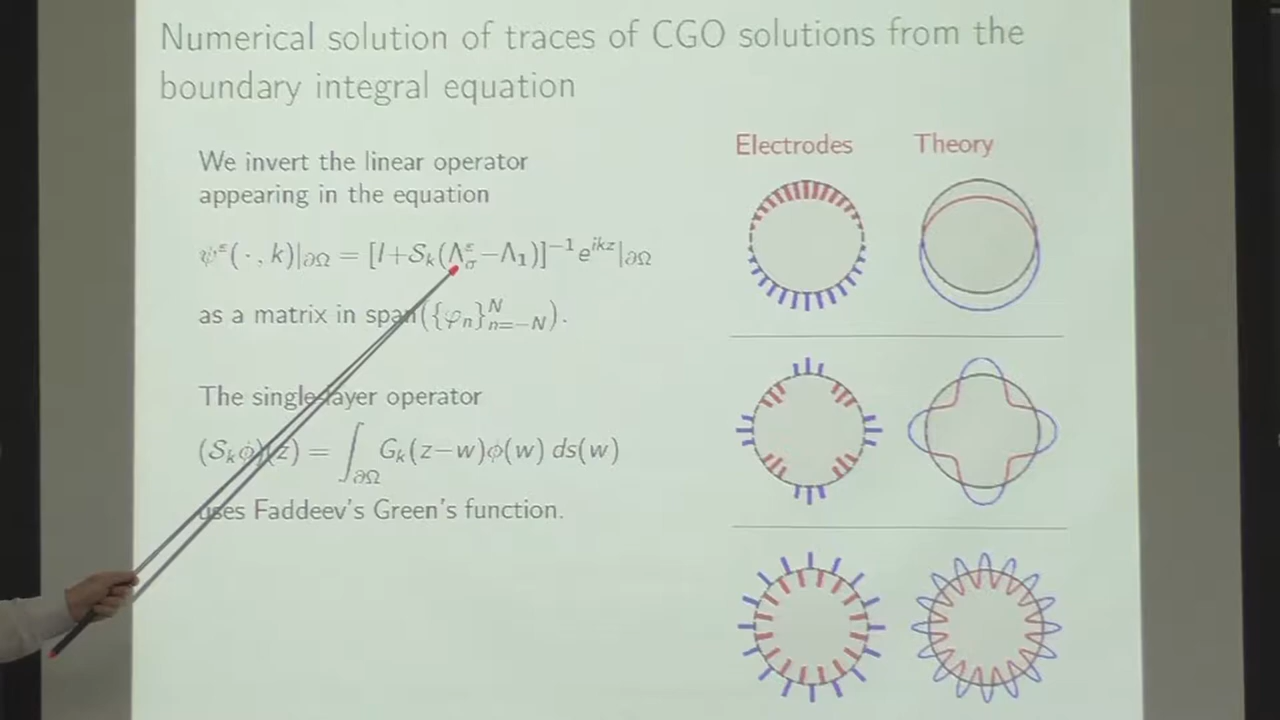 Numerical solution of traces of CGO solutions from the
boundary integral equation
We invert the linear operator
appearing in the equation
ψ^ε( · , k)|∂Ω = [I+S_k(Λ_σ^ε−Λ_1)]^{−1}e^{ikz}|∂Ω
as a matrix in span({φ_n}_{n=−N}^N).
The single-layer operator
(S_kϕ)(z) = ∫_{∂Ω} G_k(z−w)ϕ(w) ds(w)
uses Faddeev's Green's function.
Electrodes Theory